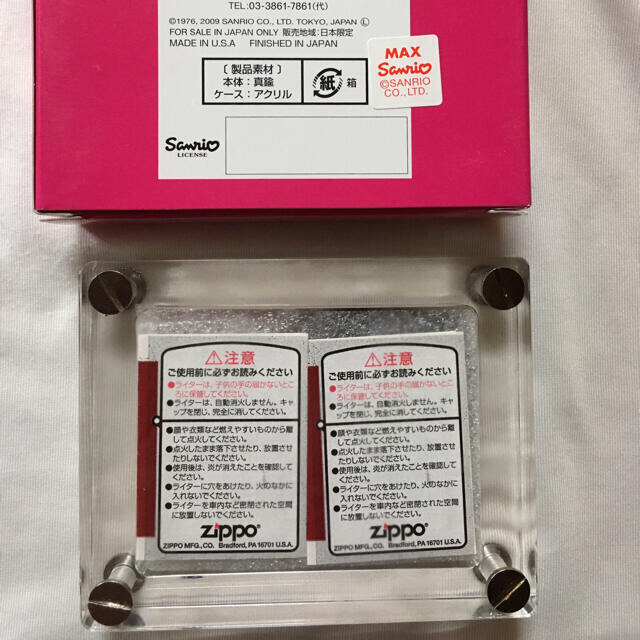 TEL:03-3861-7861(代)
©1976, 2009 SANRIO CO., LTD. TOKYO, JAPAN Ⓛ
FOR SALE IN JAPAN ONLY 販売地域:日本限定
MADE IN U.S.A FINISHED IN JAPAN
〔製品素材〕
本体:真鍮
ケース:アクリル
紙
箱
MAX
Sanrio
©SANRIO
CO.,LTD.
Sanrio
LICENSE
⚠注意
ご使用前に必ずお読みください
●ライターは、子供の手の届かないとこ
ろに保管してください。
●ライターは、自動消火しません。キャ
ップを閉じ、完全に消してください。
●顔や衣類など燃えやすいものから離
して点火してください。
●点火したまま落下させたり、放置させ
たりしないでください。
●使用後は、炎が消えたことを確認して
ください。
●ライターに穴をあけたり、火のなかに
入れないでください。
●ライターを車内など密閉された空間
に放置しないでください。
Zippo®
ZIPPO MFG., CO. Bradford, PA 16701 U.S.A.
⚠注意
ご使用前に必ずお読みください
●ライターは、子供の手の届かないとこ
ろに保管してください。
●ライターは、自動消火しません。キャ
ップを閉じ、完全に消してください。
●顔や衣類など燃えやすいものから離
して点火してください。
●点火したまま落下させたり、放置させ
たりしないでください。
●使用後は、炎が消えたことを確認して
ください。
●ライターに穴をあけたり、火のなかに
入れないでください。
●ライターを車内など密閉された空間
に放置しないでください。
Zippo®
ZIPPO MFG., CO. Bradford, PA 16701 U.S.A.